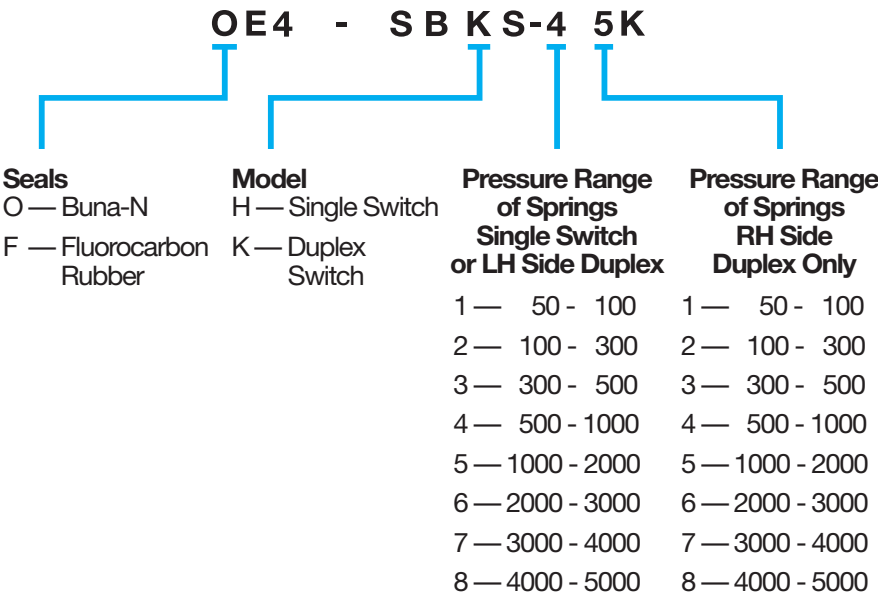 OE4 - SBKS-4 5K
Seals
O — Buna-N
F — Fluorocarbon
Rubber
Model
H — Single Switch
K — Duplex
Switch
Pressure Range
of Springs
Single Switch
or LH Side Duplex
1 — 50 - 100
2 — 100 - 300
3 — 300 - 500
4 — 500 - 1000
5 — 1000 - 2000
6 — 2000 - 3000
7 — 3000 - 4000
8 — 4000 - 5000
Pressure Range
of Springs
RH Side
Duplex Only
1 — 50 - 100
2 — 100 - 300
3 — 300 - 500
4 — 500 - 1000
5 — 1000 - 2000
6 — 2000 - 3000
7 — 3000 - 4000
8 — 4000 - 5000